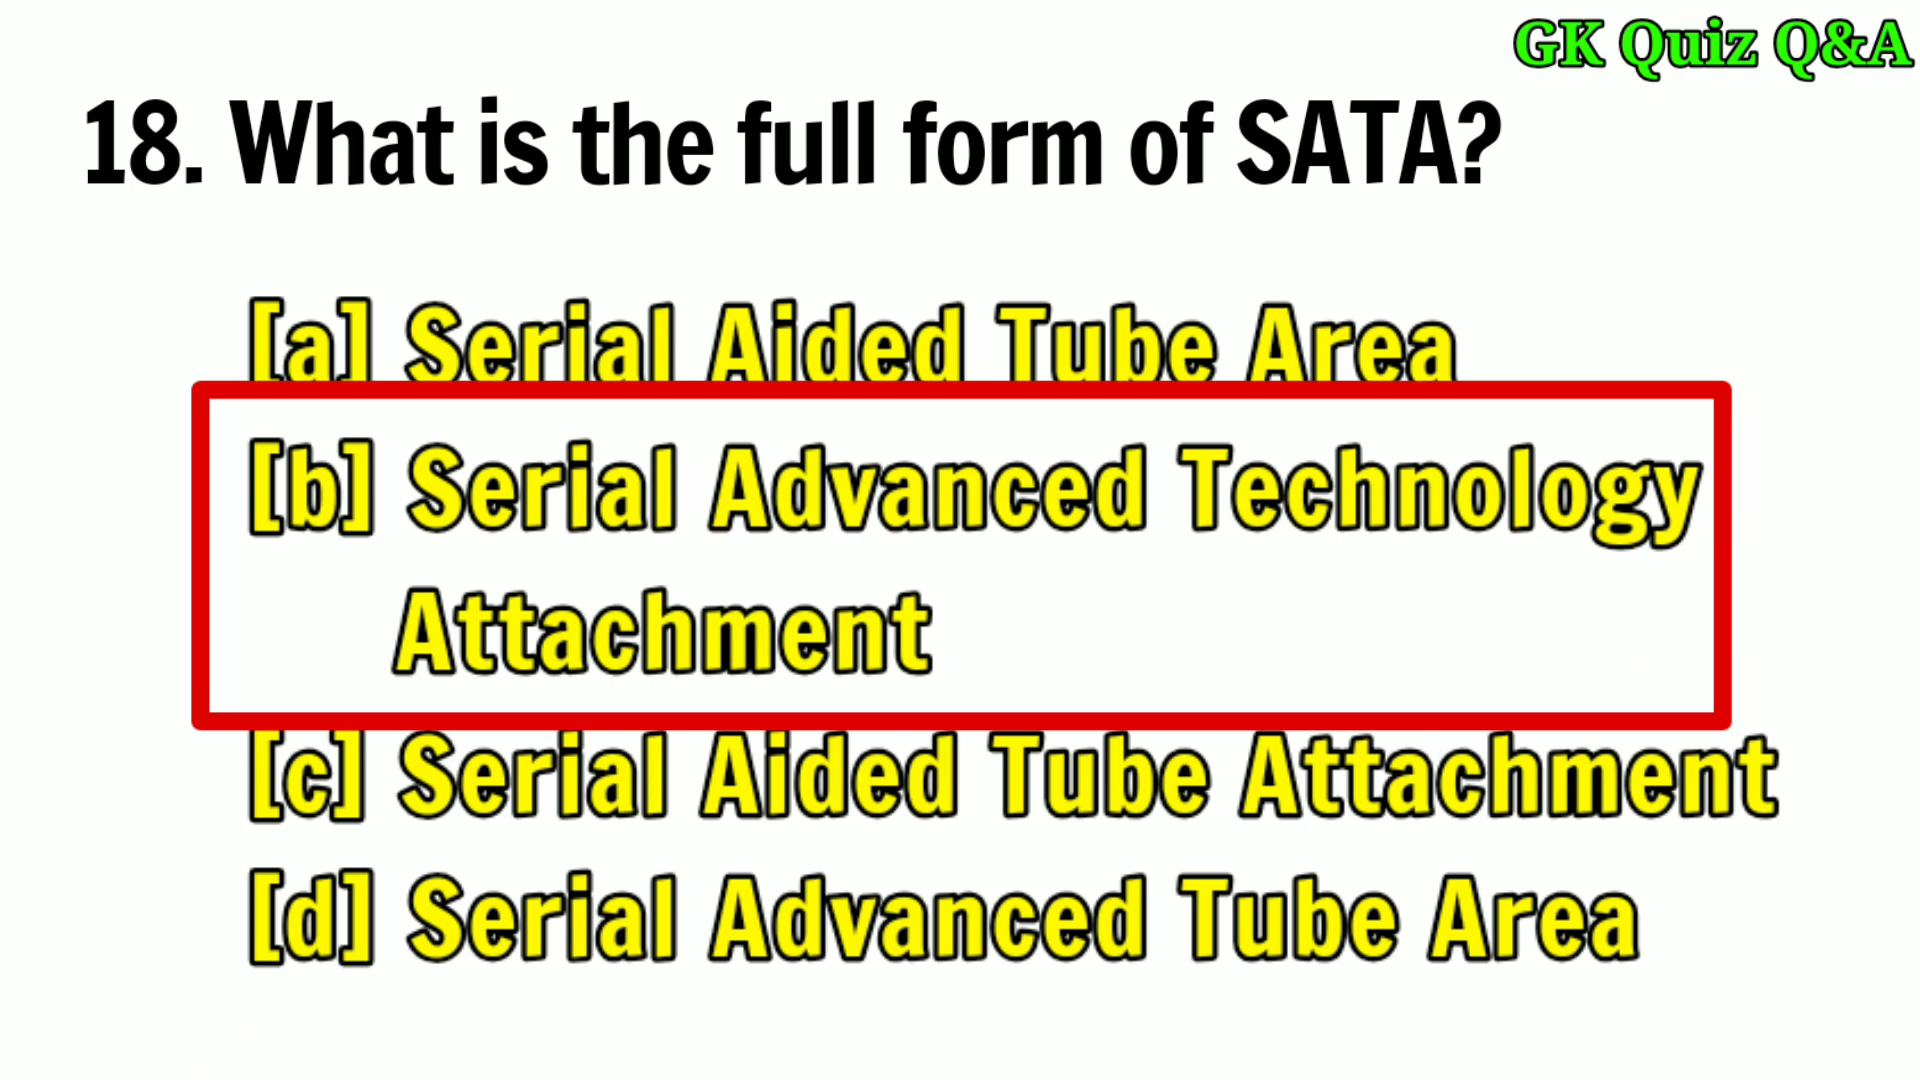 GK Quiz Q&A
18. What is the full form of SATA?
[a] Serial Aided Tube Area
[b] Serial Advanced Technology
Attachment
[c] Serial Aided Tube Attachment
[d] Serial Advanced Tube Area